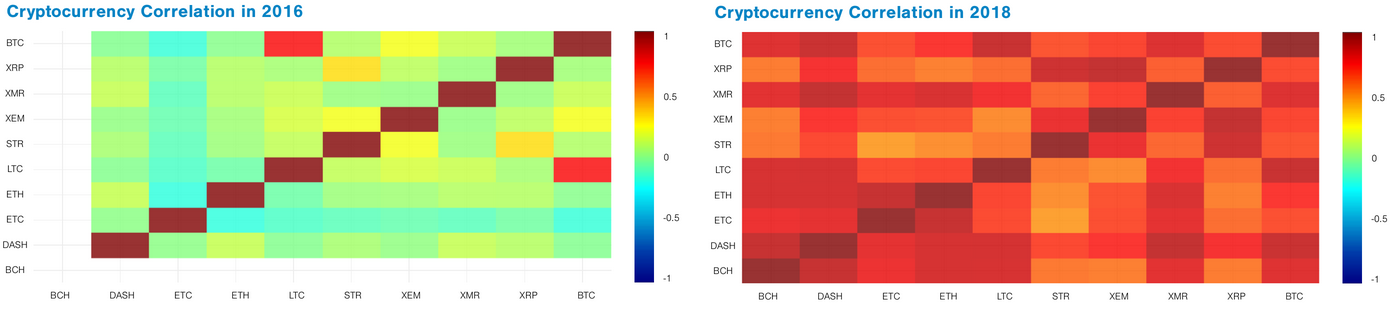 Cryptocurrency Correlation in 2016
BTC
XRP
XMR
XEM
STR
LTC
ETH
ETC
DASH
BCH
BCH DASH ETC ETH LTC STR XEM XMR XRP BTC
1
0.5
0
-0.5
-1
Cryptocurrency Correlation in 2018
BTC
XRP
XMR
XEM
STR
LTC
ETH
ETC
DASH
BCH
BCH DASH ETC ETH LTC STR XEM XMR XRP BTC
1
0.5
0
-0.5
-1